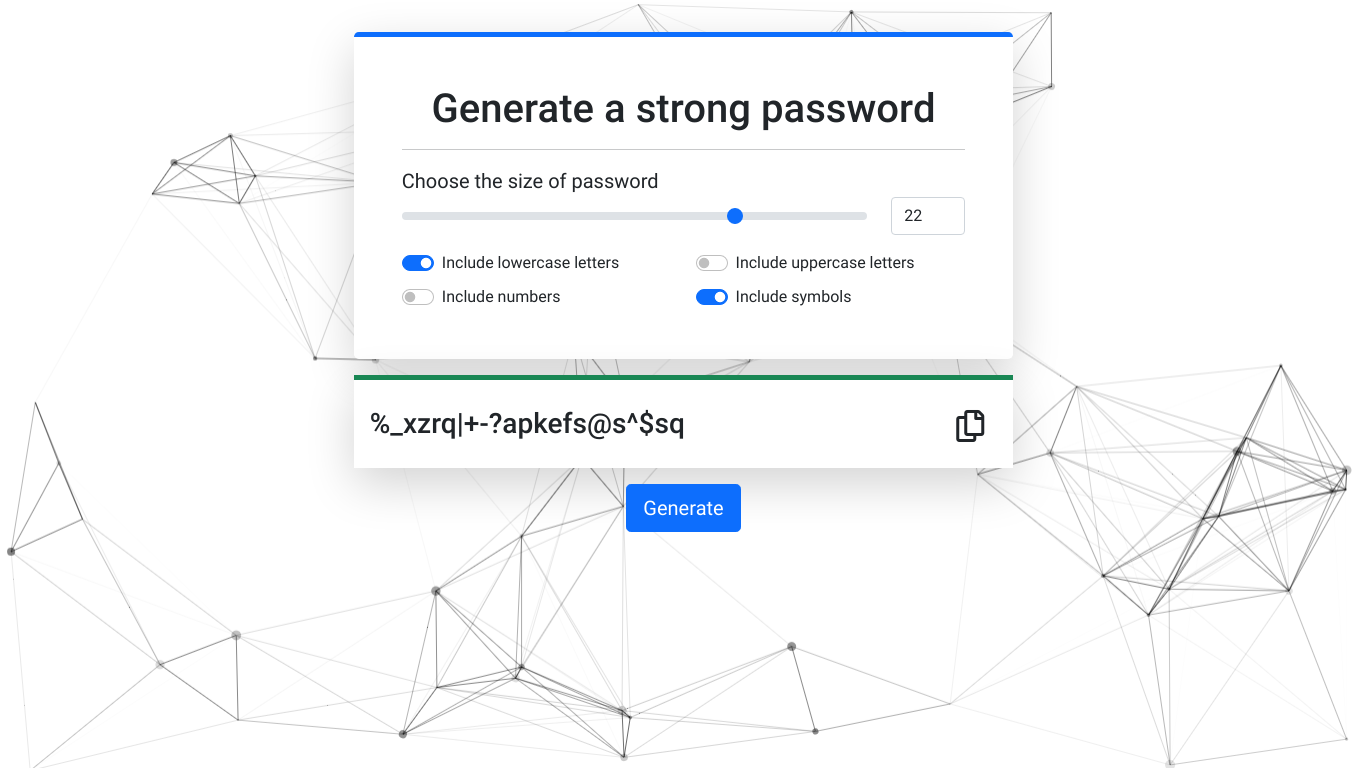 Generate a strong password
Choose the size of password
22
Include lowercase letters
Include uppercase letters
Include numbers
Include symbols
%_xzrq|+-?apkefs@s^$sq
Generate